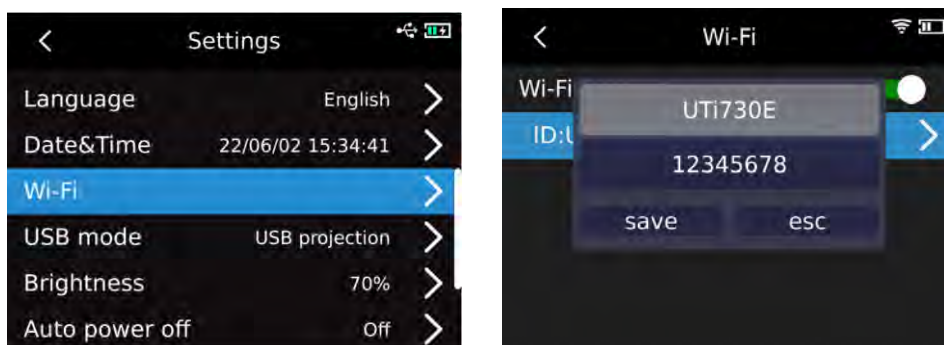 Settings
Language English
Date&Time 22/06/02 15:34:41
Wi-Fi
USB mode USB projection
Brightness 70%
Auto power off Off
Wi-Fi
Wi-Fi
ID:U
UTi730E
12345678
save esc